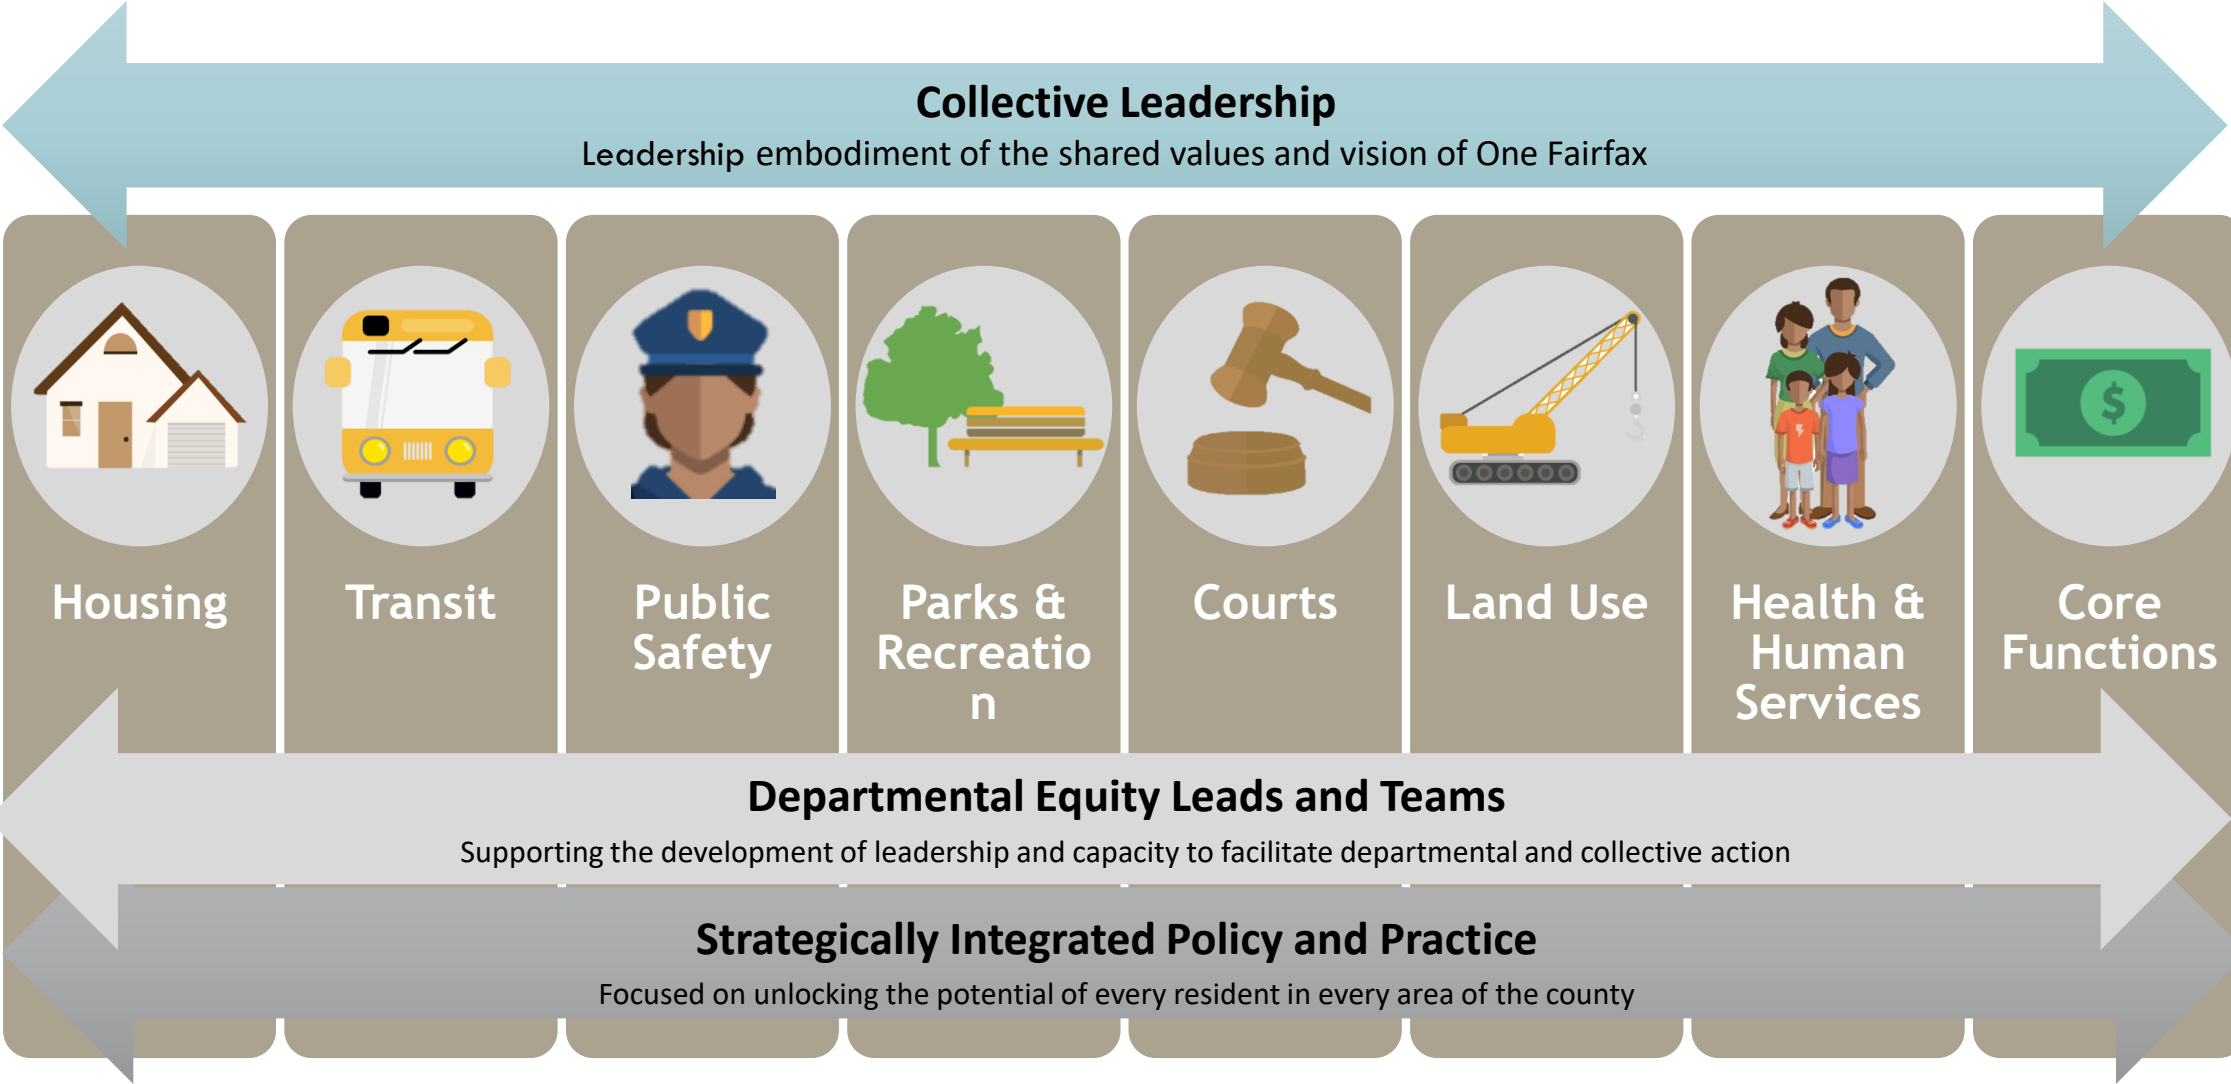 Collective Leadership
Leadership embodiment of the shared values and vision of One Fairfax
Housing
Transit
Public
Safety
Parks &
Recreatio
n
Courts
Land Use
Health &
Human
Services
Core
Functions
$
Departmental Equity Leads and Teams
Supporting the development of leadership and capacity to facilitate departmental and collective action
Strategically Integrated Policy and Practice
Focused on unlocking the potential of every resident in every area of the county